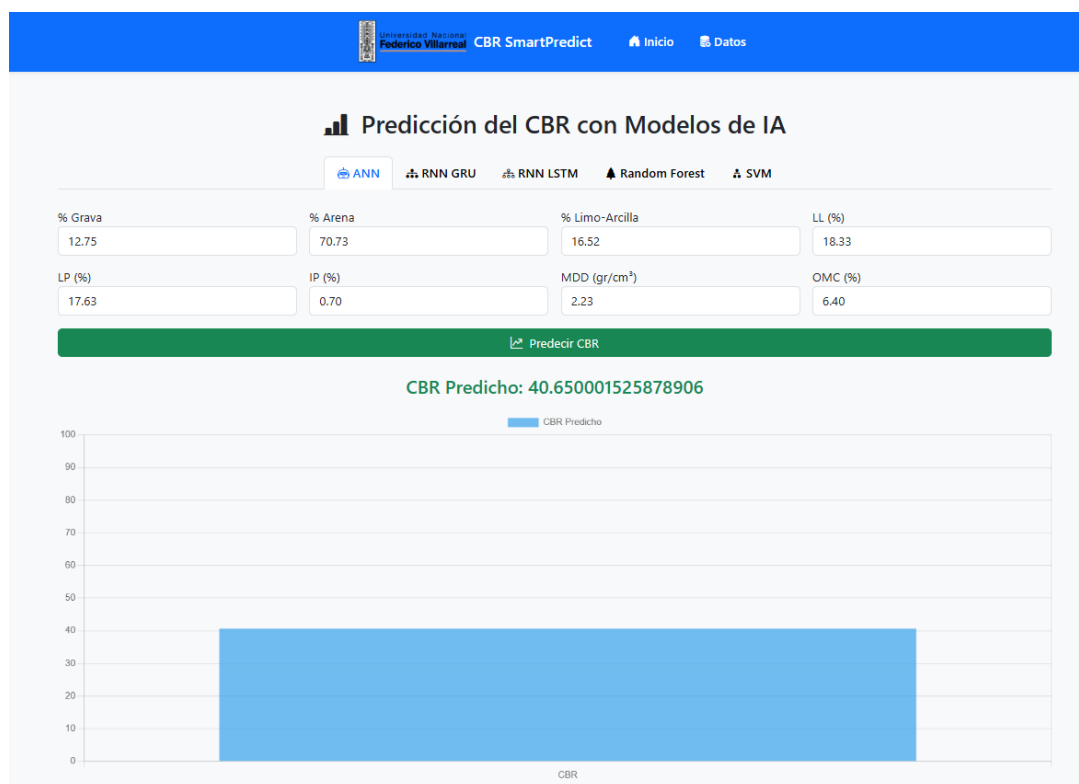 Universidad Nacional
Federico Villarreal CBR SmartPredict Inicio Datos
Predicción del CBR con Modelos de IA
ANN RNN GRU RNN LSTM Random Forest SVM
% Grava % Arena % Limo-Arcilla LL (%)
12.75 70.73 16.52 18.33
LP (%) IP (%) MDD (gr/cm³) OMC (%)
17.63 0.70 2.23 6.40
Predecir CBR
CBR Predicho: 40.650001525878906
CBR Predicho
100
90
80
70
60
50
40
30
20
10
0
CBR